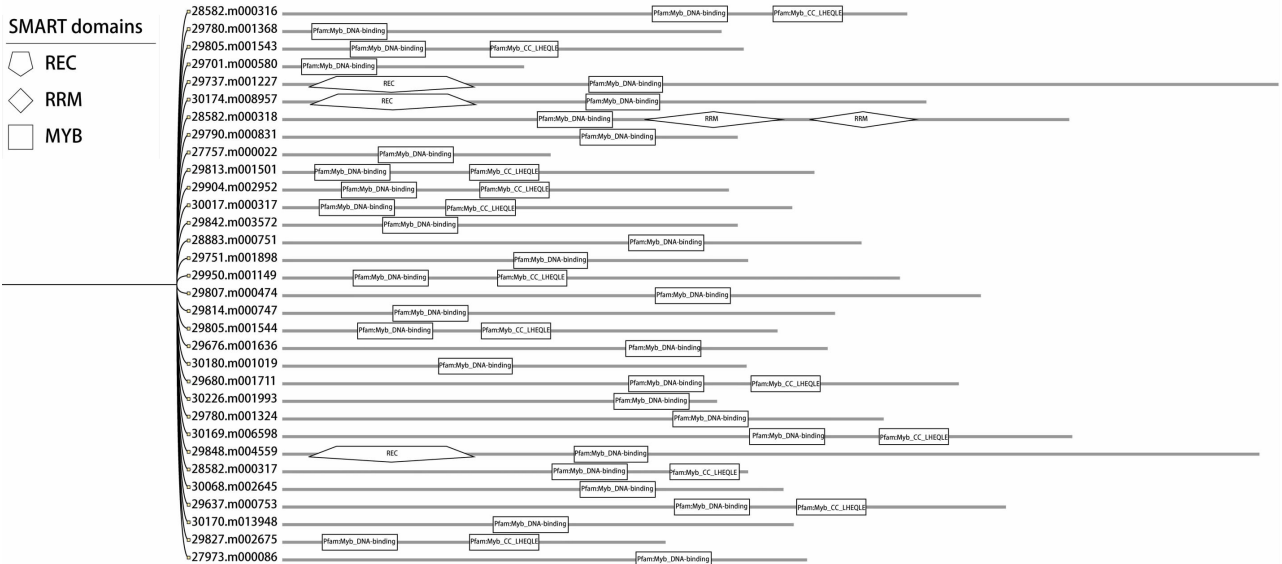 SMART domains
REC
RRM
MYB
28582.m000316 Pfam:Myb_DNA-binding Pfam:Myb_CC_LHEQLE
29780.m001368 Pfam:Myb_DNA-binding
29805.m001543 Pfam:Myb_DNA-binding Pfam:Myb_CC_LHEQLE
29701.m000580 Pfam:Myb_DNA-binding
29737.m001227 REC Pfam:Myb_DNA-binding
30174.m008957 REC Pfam:Myb_DNA-binding
28582.m000318 Pfam:Myb_DNA-binding RRM RRM
29790.m000831 Pfam:Myb_DNA-binding
27757.m000022 Pfam:Myb_DNA-binding
29813.m001501 Pfam:Myb_DNA-binding Pfam:Myb_CC_LHEQLE
29904.m002952 Pfam:Myb_DNA-binding Pfam:Myb_CC_LHEQLE
30017.m000317 Pfam:Myb_DNA-binding Pfam:Myb_CC_LHEQLE
29842.m003572 Pfam:Myb_DNA-binding
28883.m000751 Pfam:Myb_DNA-binding
29751.m001898 Pfam:Myb_DNA-binding
29950.m001149 Pfam:Myb_DNA-binding Pfam:Myb_CC_LHEQLE
29807.m000474 Pfam:Myb_DNA-binding
29814.m000747 Pfam:Myb_DNA-binding
29805.m001544 Pfam:Myb_DNA-binding Pfam:Myb_CC_LHEQLE
29676.m001636 Pfam:Myb_DNA-binding
30180.m001019 Pfam:Myb_DNA-binding
29680.m001711 Pfam:Myb_DNA-binding Pfam:Myb_CC_LHEQLE
30226.m001993 Pfam:Myb_DNA-binding
29780.m001324 Pfam:Myb_DNA-binding
30169.m006598 Pfam:Myb_DNA-binding Pfam:Myb_CC_LHEQLE
29848.m004559 REC Pfam:Myb_DNA-binding
28582.m000317 Pfam:Myb_DNA-binding Pfam:Myb_CC_LHEQLE
30068.m002645 Pfam:Myb_DNA-binding
29637.m000753 Pfam:Myb_DNA-binding Pfam:Myb_CC_LHEQLE
30170.m013948 Pfam:Myb_DNA-binding
29827.m002675 Pfam:Myb_DNA-binding Pfam:Myb_CC_LHEQLE
27973.m000086 Pfam:Myb_DNA-binding